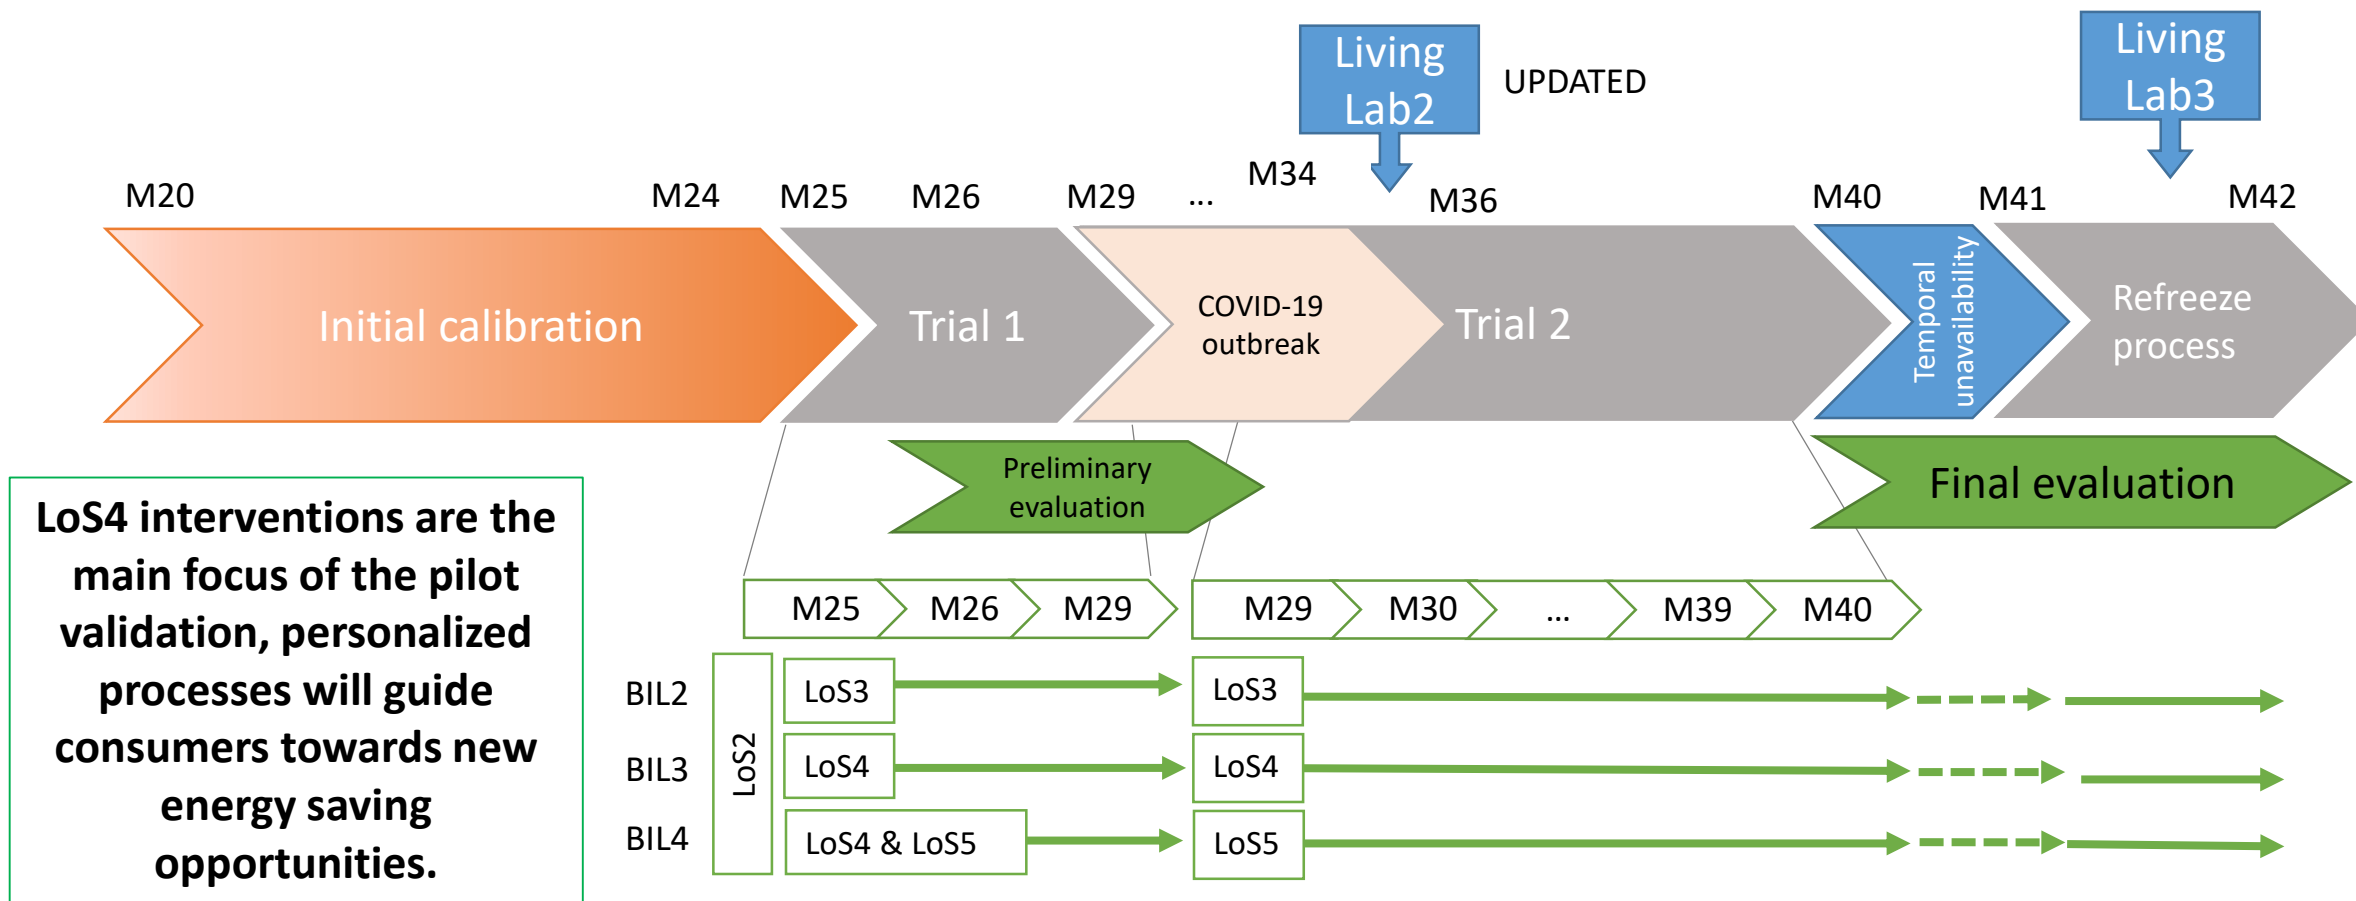 Living
Lab2
UPDATED
Living
Lab3
M20
M24
M25
M26
M29
...
M34
M36
M40
M41
M42
Initial calibration
Trial 1
COVID-19
outbreak
Trial 2
Temporal
unavailability
Refreeze
process
Preliminary
evaluation
Final evaluation
LoS4 interventions are the
main focus of the pilot
validation, personalized
processes will guide
consumers towards new
energy saving
opportunities.
M25
M26
M29
M29
M30
...
M39
M40
LoS2
BIL2
LoS3
LoS3
BIL3
LoS4
LoS4
BIL4
LoS4 & LoS5
LoS5